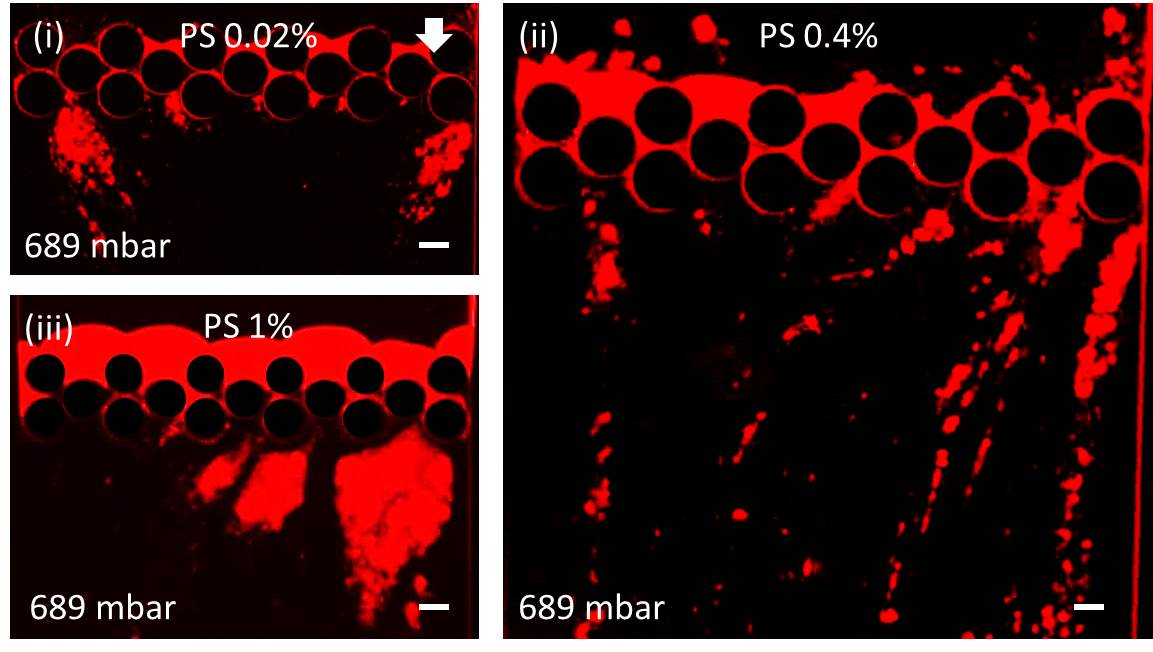 (i) PS 0.02%
689 mbar
(ii) PS 0.4%
689 mbar
(iii) PS 1%
689 mbar